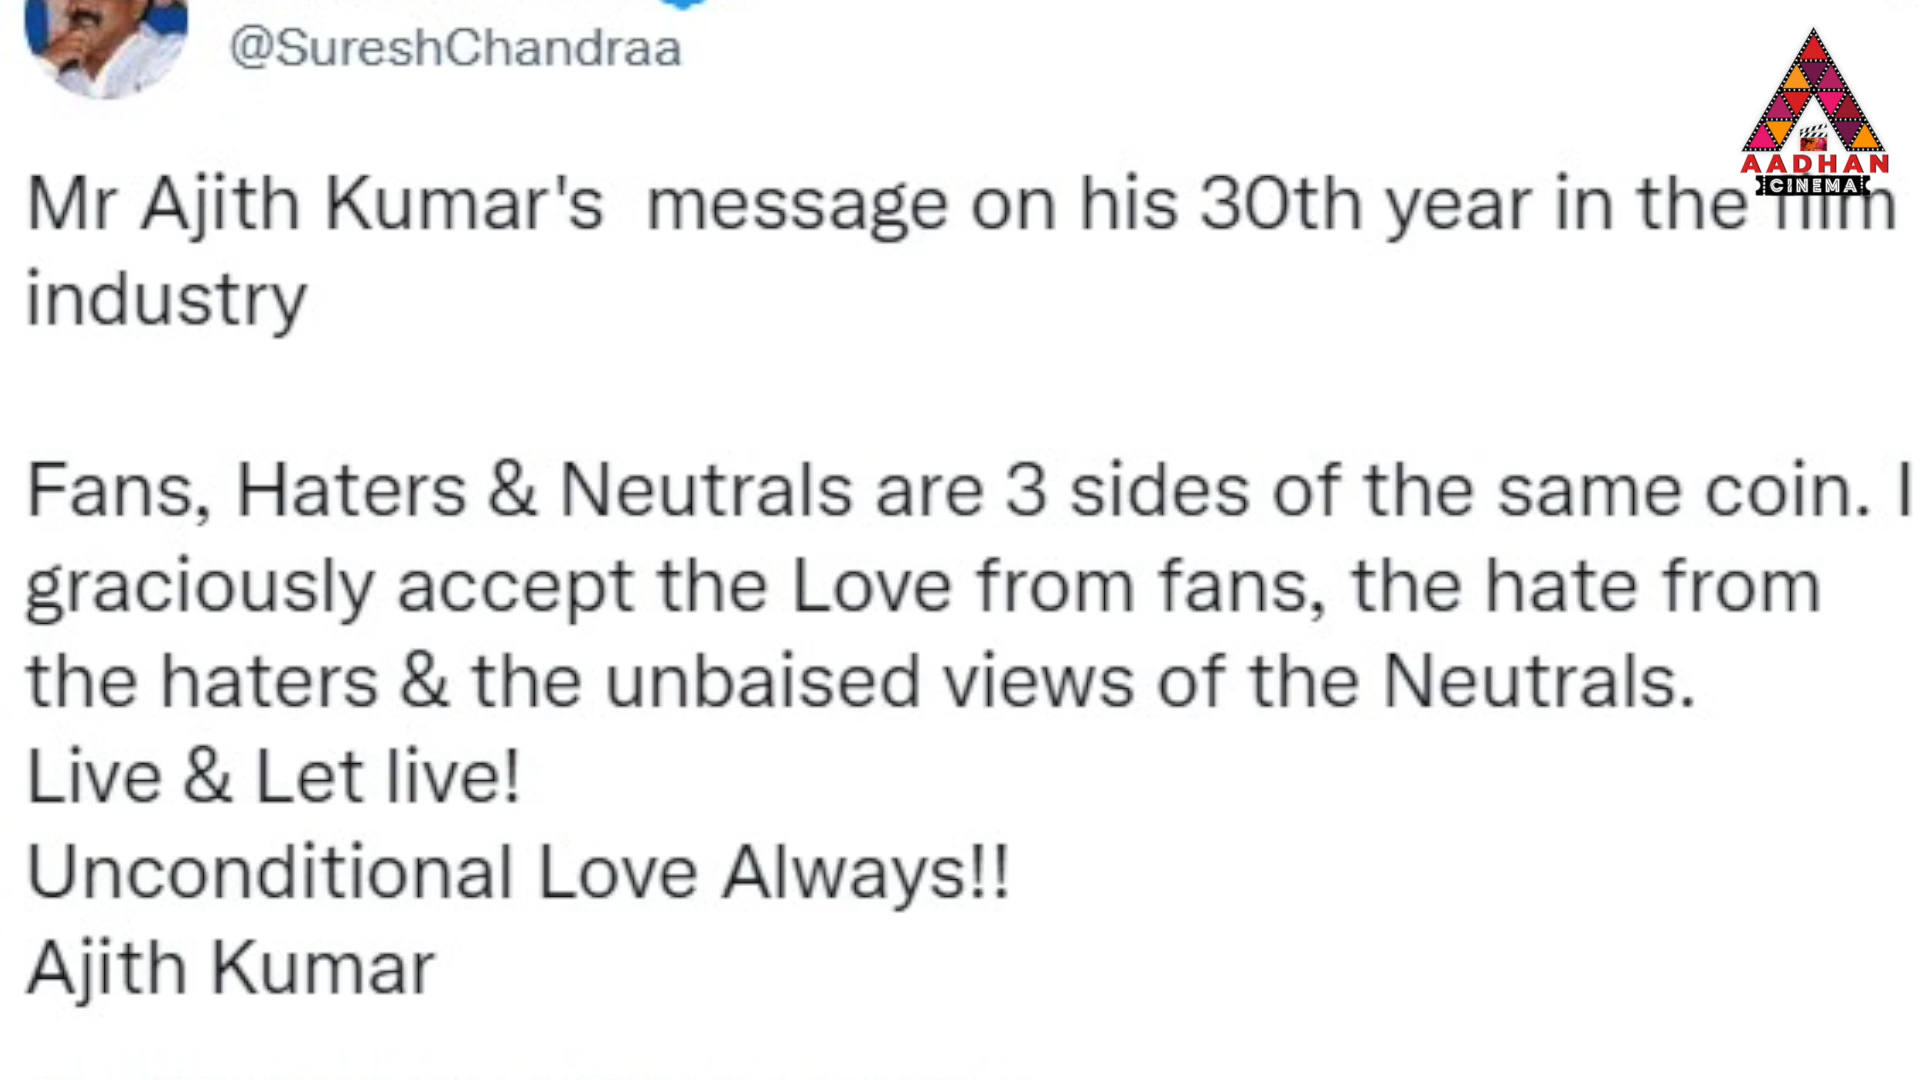 @SureshChandraa
AADHAN
CINEMA
Mr Ajith Kumar's message on his 30th year in the film
industry
Fans, Haters & Neutrals are 3 sides of the same coin. I
graciously accept the Love from fans, the hate from
the haters & the unbaised views of the Neutrals.
Live & Let live!
Unconditional Love Always!!
Ajith Kumar